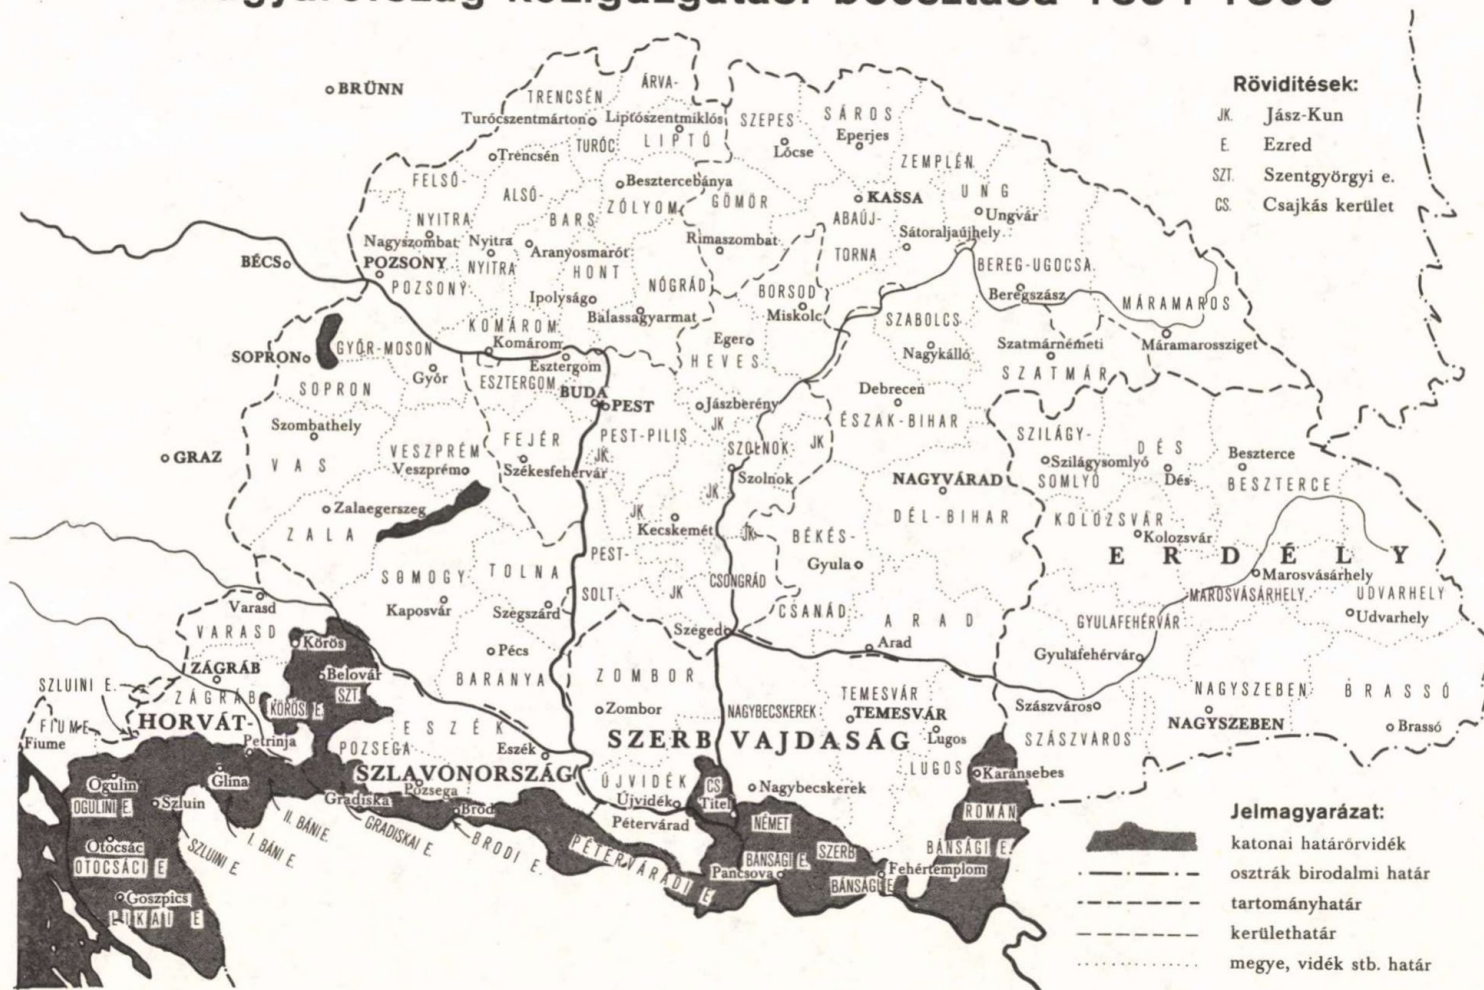 Magyarország közigazgatási beosztása
Rövidítések:
JK. Jász-Kun
E. Ezred
SZT. Szentgyörgyi e.
CS. Csajkás kerület
BRÜNN
TRENCSÉN
ÁRVA-
Turócszentmárton
Liptószentmiklós
TURÓC
LIPTÓ
SZEPES
SÁROS
Eperjes
Lőcse
Trencsén
ZEMPLÉN
FELSŐ-
NYITRA
ALSÓ-
NYITRA
Besztercebánya
BARS
ZÓLYOM
GÖMÖR
KASSA
UNG
Ungvár
ABAÚJ-
TORNA
Sátoraljaújhely
Nagyszombat
Nyitra
Aranyosmarót
Rimaszombat
BÉCS
POZSONY
POZSONY
HONT
NÓGRÁD
BORSOD
BEREG-UGOCSA
Beregszász
MÁRAMAROS
Ipolyság
Balassagyarmat
Miskolc
SZABOLCS
KOMÁROM
Komárom
Eger
HEVES
Nagykálló
Szatmárnémeti
Máramarossziget
SOPRON
GYŐR-MOSON
Győr
Esztergom
ESZTERGOM
SZATMÁR
SOPRON
BUDA
PEST
Jászberény
Debrecen
ÉSZAK-BIHAR
Szombathely
VAS
VESZPRÉM
Veszprém
FEJÉR
Székesfehérvár
PEST-PILIS
JK
JK
SZOLNOK
JK
Szolnok
SZILÁGY-
SOMLYÓ
Szilágysomlyó
DÉS
Dés
Beszterce
BESZTERCE
GRAZ
NAGYVÁRAD
Zalaegerszeg
ZALA
JK
JK
Kecskemét
JK
DÉL-BIHAR
KOLOZSVÁR
Kolozsvár
BÉKÉS-
CSANÁD
Gyula
ERDÉLY
SOMOGY
TOLNA
PEST-
SOLT
JK
CSONGRÁD
Marosvásárhely
MAROSVÁSÁRHELY
UDVARHELY
Udvarhely
Kaposvár
Szegszárd
Varasd
VARASD
Szeged
ARAD
Arad
GYULAFEHÉRVÁR
Gyulafehérvár
Körös
ZÁGRÁB
ZÁGRÁB
Belovár
SZT.
KÖRÖSI E.
Pécs
BARANYA
ZOMBOR
Zombor
NAGYBECSKEREK
TEMESVÁR
TEMESVÁR
Lugos
LUGOS
Szászváros
SZÁSZVÁROS
NAGYSZEBEN
NAGYSZEBEN
BRASSÓ
Brassó
SZLUINI E.
FIUME
Fiume
HORVÁT-
SZLAVONORSZÁG
Petrinja
POZSEGA
Pozsega
ESZÉK
Eszék
SZERB VAJDASÁG
ÚJVIDÉK
Újvidék
Pétervárad
CS
Titel
Nagybecskerek
Karánsebes
Ogulin
OGULINI E.
Szluin
Glina
Gradiska
Bród
II. BÁNI E.
I. BÁNI E.
SZLUINI E.
GRADISKAI E.
BRODI E.
PÉTERVÁRADI E
NÉMET
BÁNSÁGI E.
SZERB
BÁNSÁGI E
ROMÁN
BÁNSÁGI E.
Pancsova
Fehértemplom
Otocsác
OTOCSÁCI E
Goszpics
LIKAI E
Jelmagyarázat:
katonai határőrvidék
osztrák birodalmi határ
tartományhatár
kerülethatár
megye, vidék stb. határ